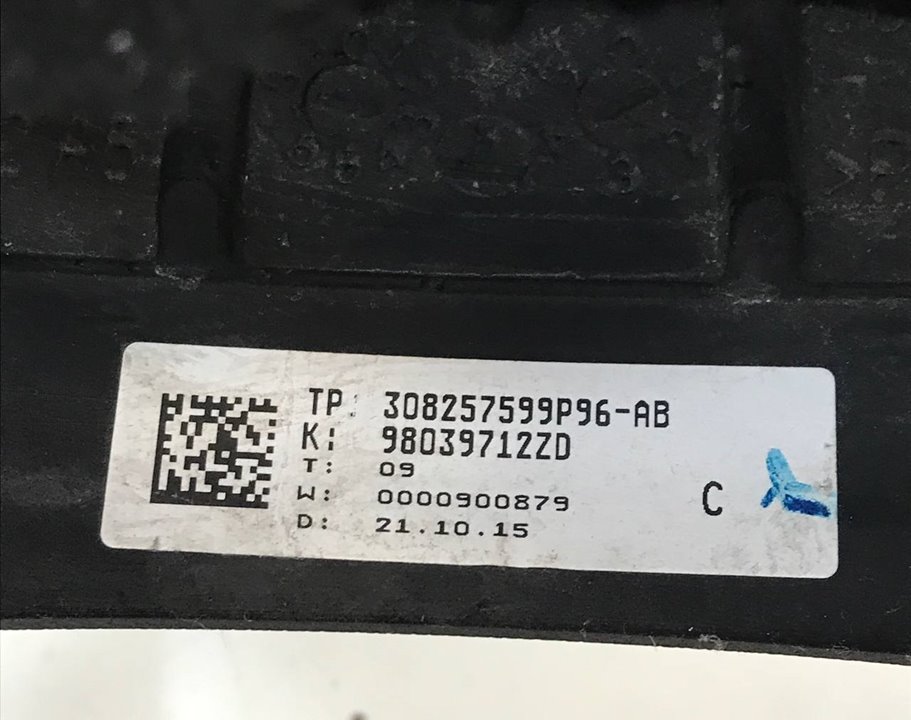 TP: 308257599P96-AB
K: 98039712ZD
T: 09
W: 0000900879
D: 21.10.15
C